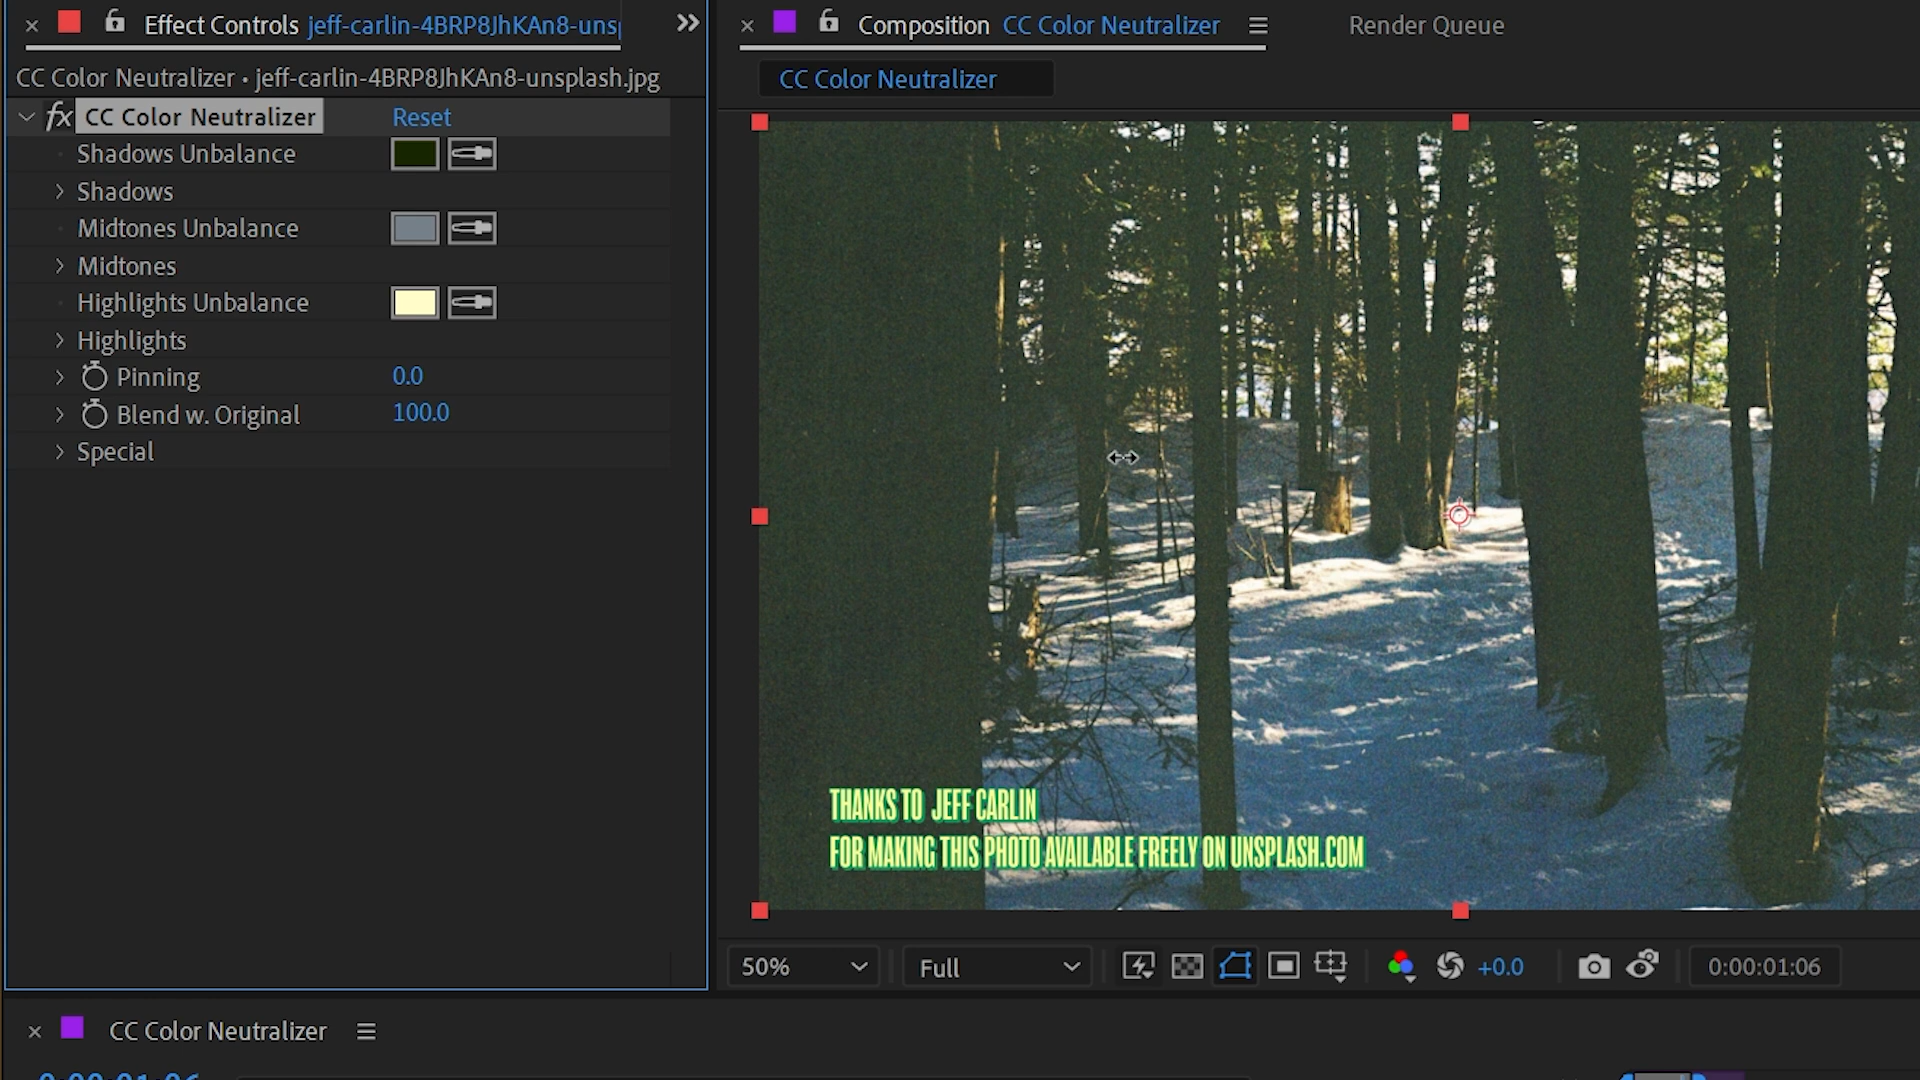 Effect Controls jeff-carlin-4BRP8JhKAn8-uns
Composition CC Color Neutralizer
Render Queue
CC Color Neutralizer • jeff-carlin-4BRP8JhKAn8-unsplash.jpg
CC Color Neutralizer
fx CC Color Neutralizer Reset
Shadows Unbalance
Shadows
Midtones Unbalance
Midtones
Highlights Unbalance
Highlights
Pinning 0.0
Blend w. Original 100.0
Special
THANKS TO JEFF CARLIN
FOR MAKING THIS PHOTO AVAILABLE FREELY ON UNSPLASH.COM
50% Full +0.0 0:00:01:06
CC Color Neutralizer